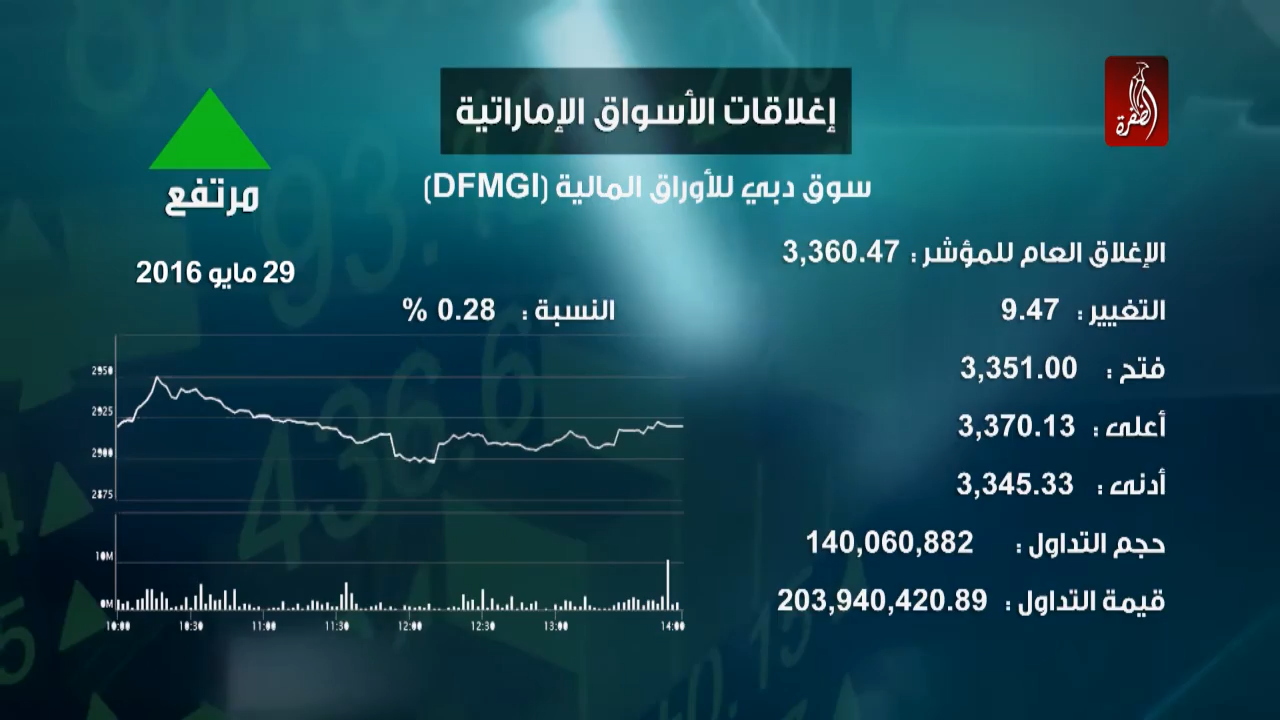 إغلاقات الأسواق الإماراتية
الظفرة
سوق دبي للأوراق المالية (DFMGI)
مرتفع
29 مايو 2016
الإغلاق العام للمؤشر : 3,360.47
التغيير : 9.47
النسبة : 0.28 %
فتح : 3,351.00
أعلى : 3,370.13
أدنى : 3,345.33
حجم التداول : 140,060,882
قيمة التداول : 203,940,420.89
2950
2925
2900
2875
10M
0M
10:00 10:30 11:00 11:30 12:00 12:30 13:00 14:00